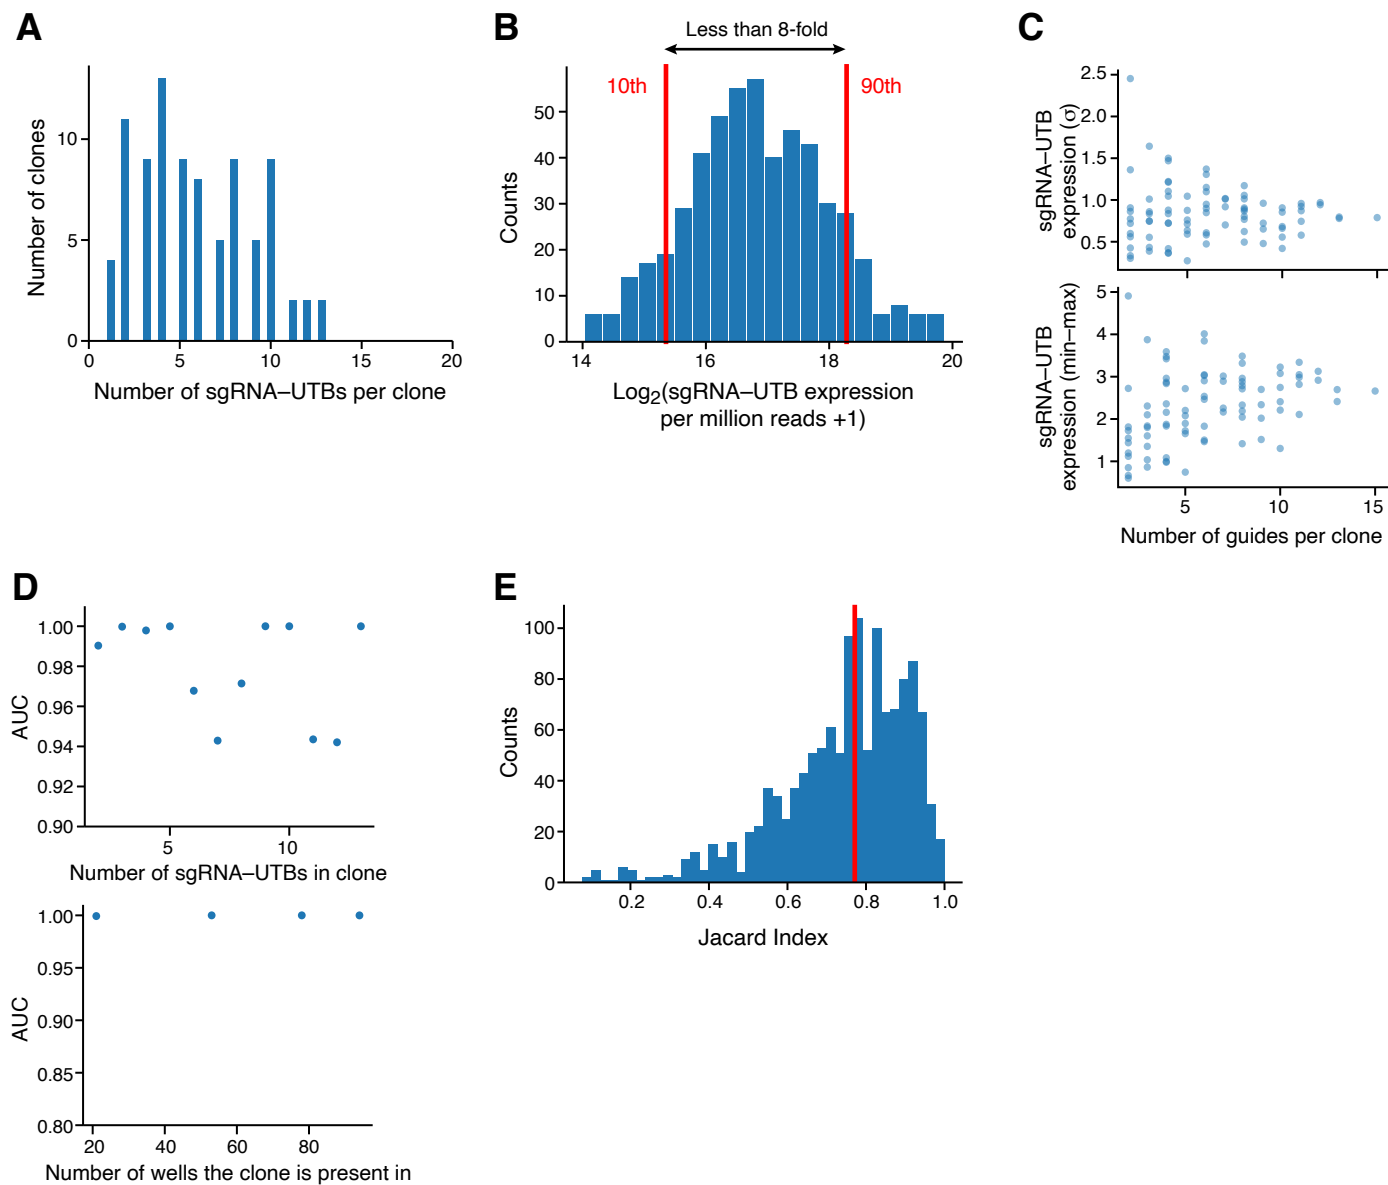 A
Number of clones
10
5
0
0 5 10 15 20
Number of sgRNA–UTBs per clone
B
Less than 8-fold
10th
90th
Counts
50
40
30
20
10
0
14 16 18 20
Log2(sgRNA–UTB expression
per million reads +1)
C
sgRNA–UTB
expression (σ)
2.5
2.0
1.5
1.0
0.5
sgRNA–UTB
expression (min–max)
5
4
3
2
1
5 10 15
Number of guides per clone
D
AUC
1.00
0.98
0.96
0.94
0.92
0.90
5 10
Number of sgRNA–UTBs in clone
AUC
1.00
0.95
0.90
0.85
0.80
20 40 60 80
Number of wells the clone is present in
E
Counts
100
80
60
40
20
0
0.2 0.4 0.6 0.8 1.0
Jacard Index